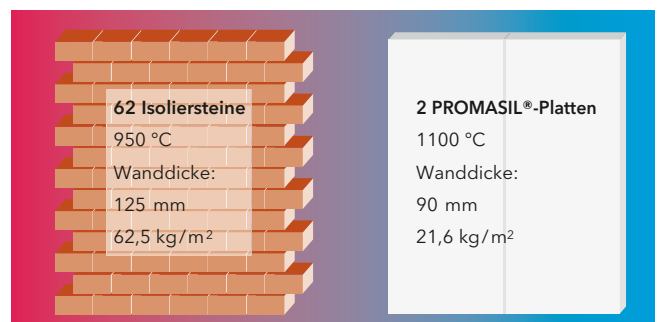 62 Isoliersteine
950 °C
Wanddicke:
125 mm
62,5 kg/m²
2 PROMASIL®-Platten
1100 °C
Wanddicke:
90 mm
21,6 kg/m²